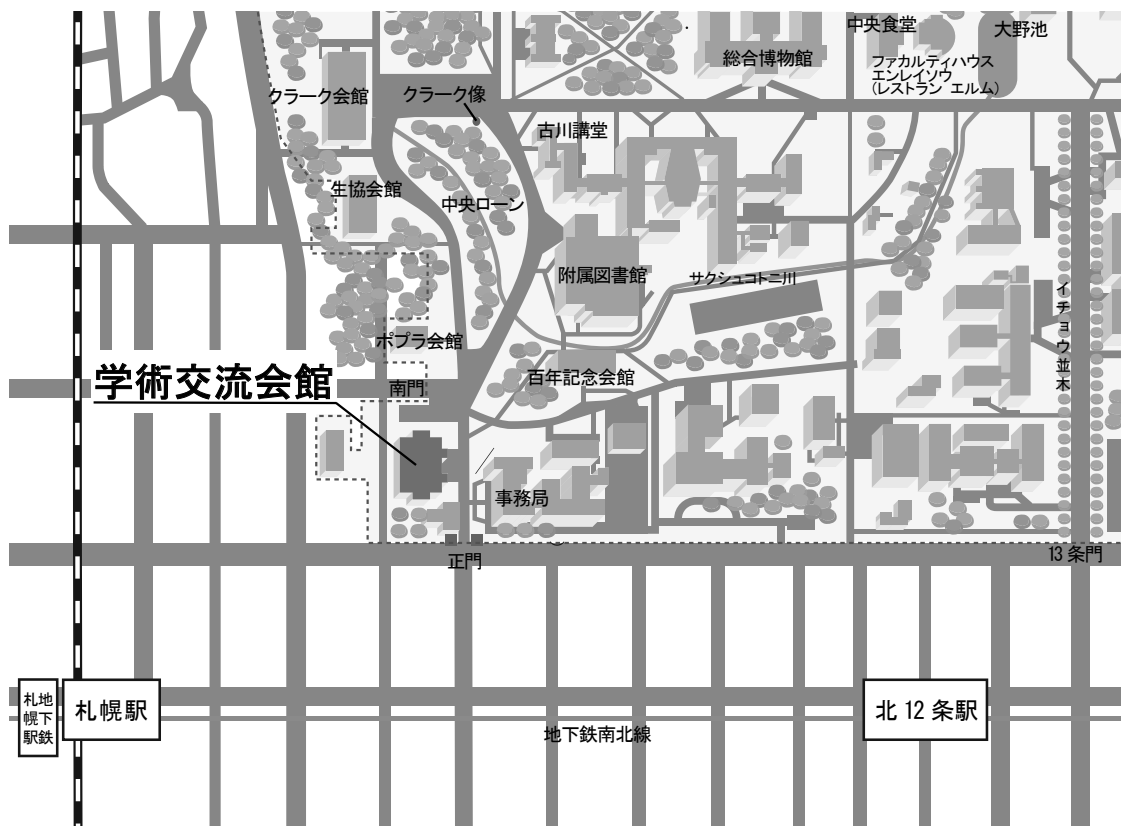 中央食堂
大野池
総合博物館
ファカルティハウス
エンレイソウ
(レストラン エルム)
クラーク会館
クラーク像
古川講堂
生協会館
中央ローン
附属図書館
サクシュコトニ川
イチョウ並木
ポプラ会館
学術交流会館
南門
百年記念会館
事務局
正門
13 条門
地下鉄
札幌駅
札幌駅
北 12 条駅
地下鉄南北線